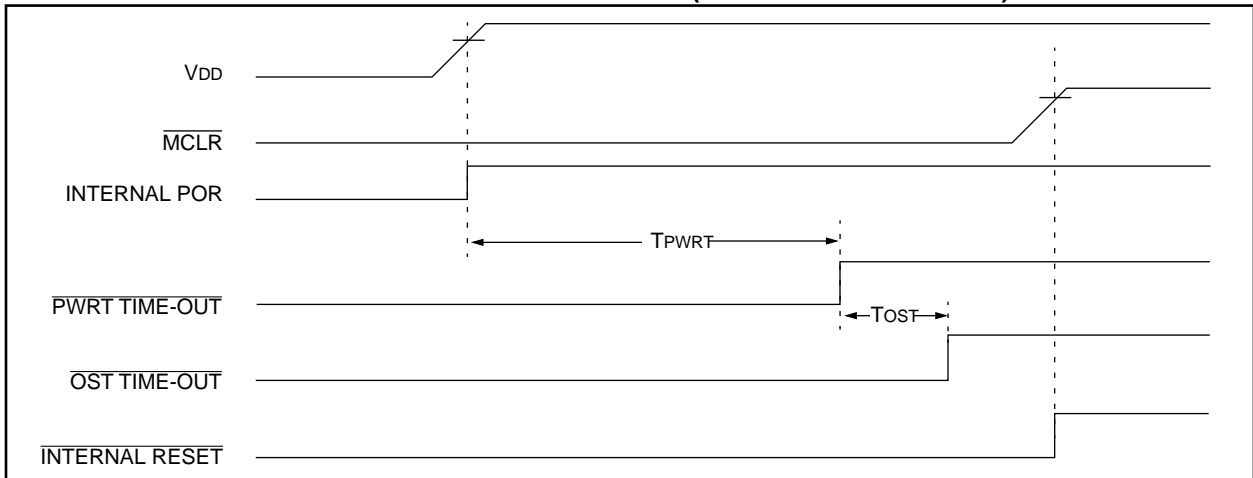 VDD
MCLR
INTERNAL POR
TPWRT
PWRT TIME-OUT
TOST
OST TIME-OUT
INTERNAL RESET